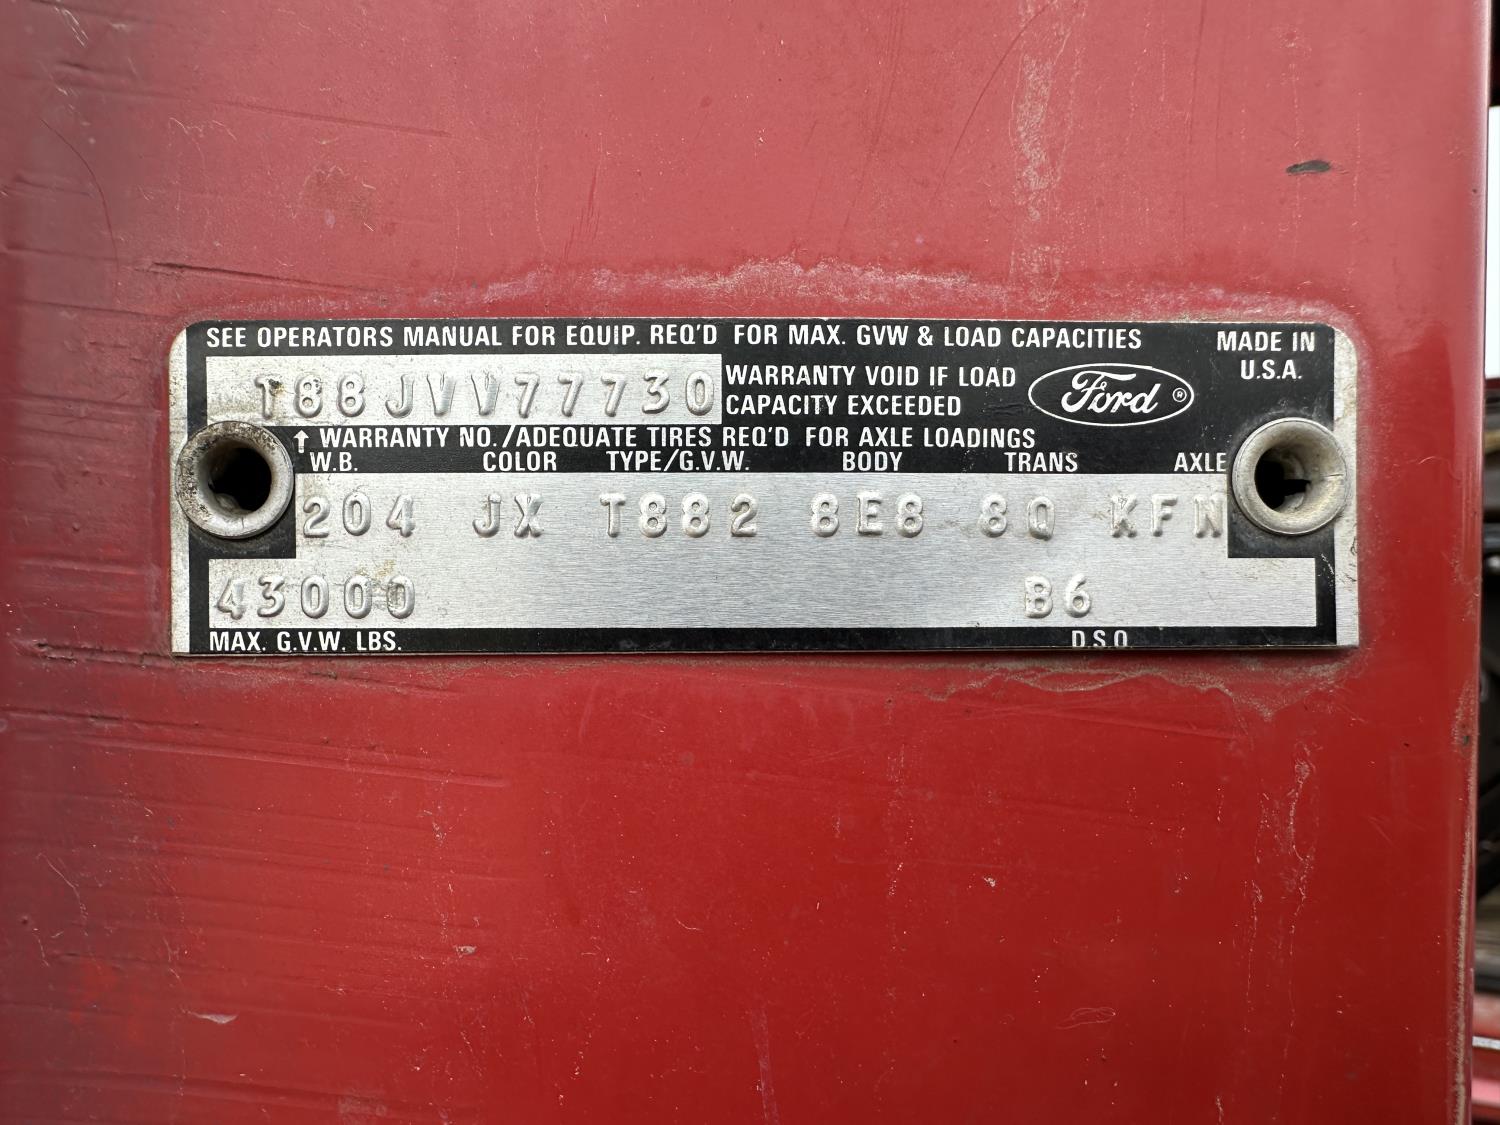 SEE OPERATORS MANUAL FOR EQUIP. REQ'D FOR MAX. GVW & LOAD CAPACITIES
MADE IN
U.S.A.
T88JVV77730
WARRANTY VOID IF LOAD
CAPACITY EXCEEDED
Ford ®
↑ WARRANTY NO./ADEQUATE TIRES REQ'D FOR AXLE LOADINGS
W.B. COLOR TYPE/G.V.W. BODY TRANS AXLE
204 JX T882 8E8 8Q KFN
43000 B6
MAX. G.V.W. LBS. D.S.O.